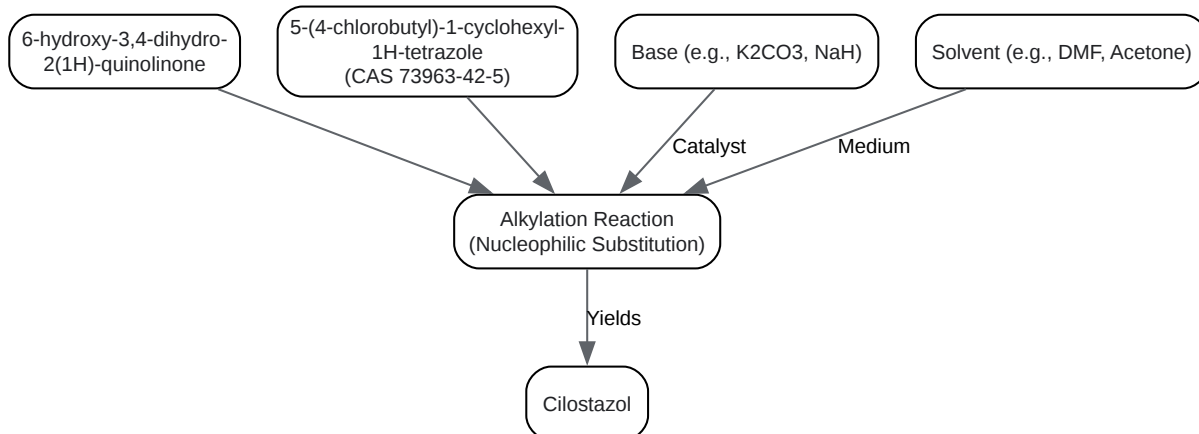 6-hydroxy-3,4-dihydro-
2(1H)-quinolinone
5-(4-chlorobutyl)-1-cyclohexyl-
1H-tetrazole
(CAS 73963-42-5)
Base (e.g., K2CO3, NaH)
Solvent (e.g., DMF, Acetone)
Catalyst
Medium
Alkylation Reaction
(Nucleophilic Substitution)
Yields
Cilostazol